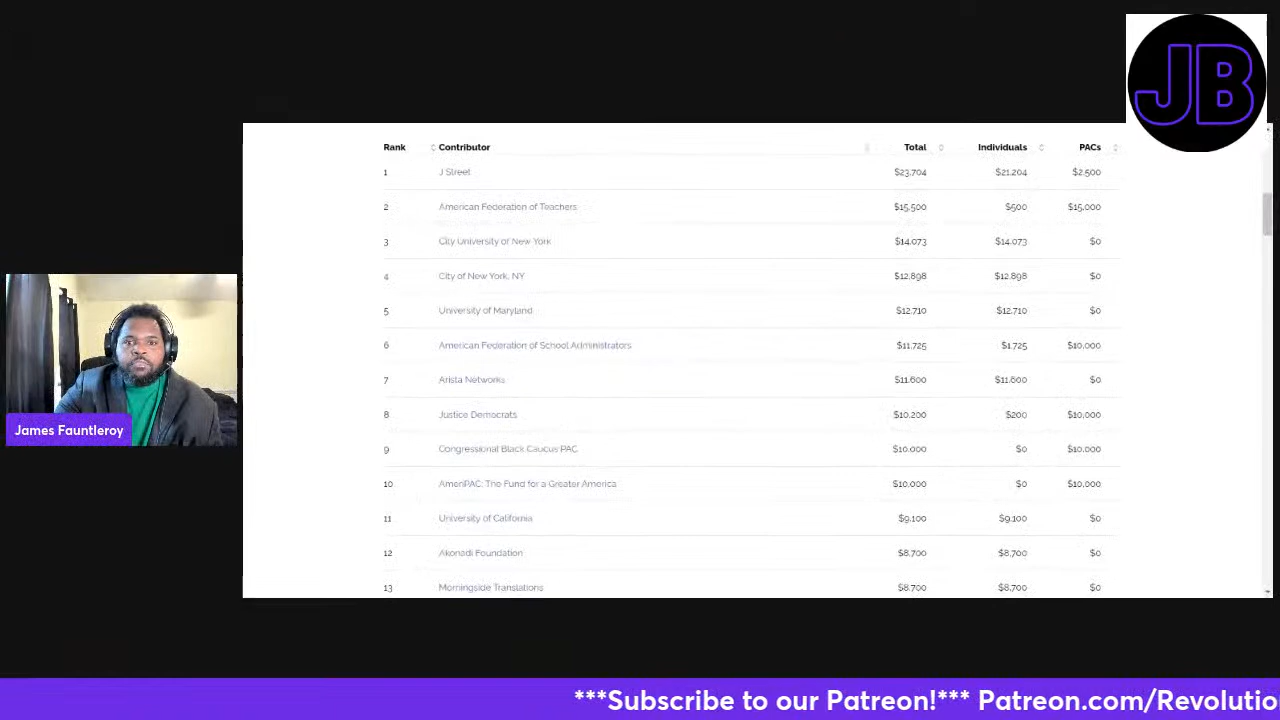 JB
Rank Contributor Total Individuals PACs
1 J Street $23,704 $21,204 $2,500
2 American Federation of Teachers $15,500 $500 $15,000
3 City University of New York $14,073 $14,073 $0
4 City of New York, NY $12,898 $12,898 $0
5 University of Maryland $12,710 $12,710 $0
6 American Federation of School Administrators $11,725 $1,725 $10,000
7 Arista Networks $11,600 $11,600 $0
8 Justice Democrats $10,200 $200 $10,000
9 Congressional Black Caucus PAC $10,000 $0 $10,000
10 AmeriPAC: The Fund for a Greater America $10,000 $0 $10,000
11 University of California $9,100 $9,100 $0
12 Akonadi Foundation $8,700 $8,700 $0
13 Morningside Translations $8,700 $8,700 $0
James Fauntleroy
***Subscribe to our Patreon!*** Patreon.com/Revolutio